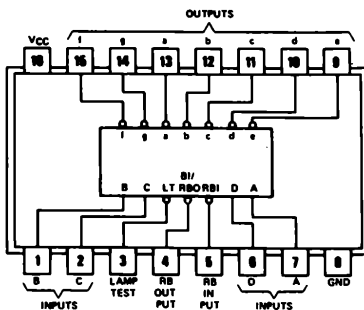 OUTPUTS
VCC f g a b c d e
16 15 14 13 12 11 10 9
f g a b c d e
BI/
B C LT RBO RBI D A
1 2 3 4 5 6 7 8
B C LAMP TEST RB OUT PUT RB IN PUT D A GND
INPUTS INPUTS